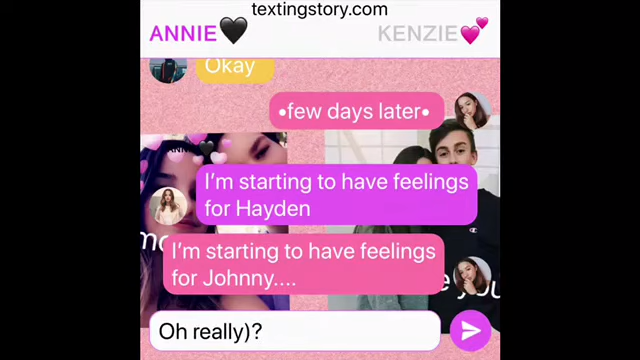 textingstory.com
ANNIE🖤 KENZIE💕
Okay
•few days later•
I'm starting to have feelings
for Hayden
I'm starting to have feelings
for Johnny....
Oh really)?